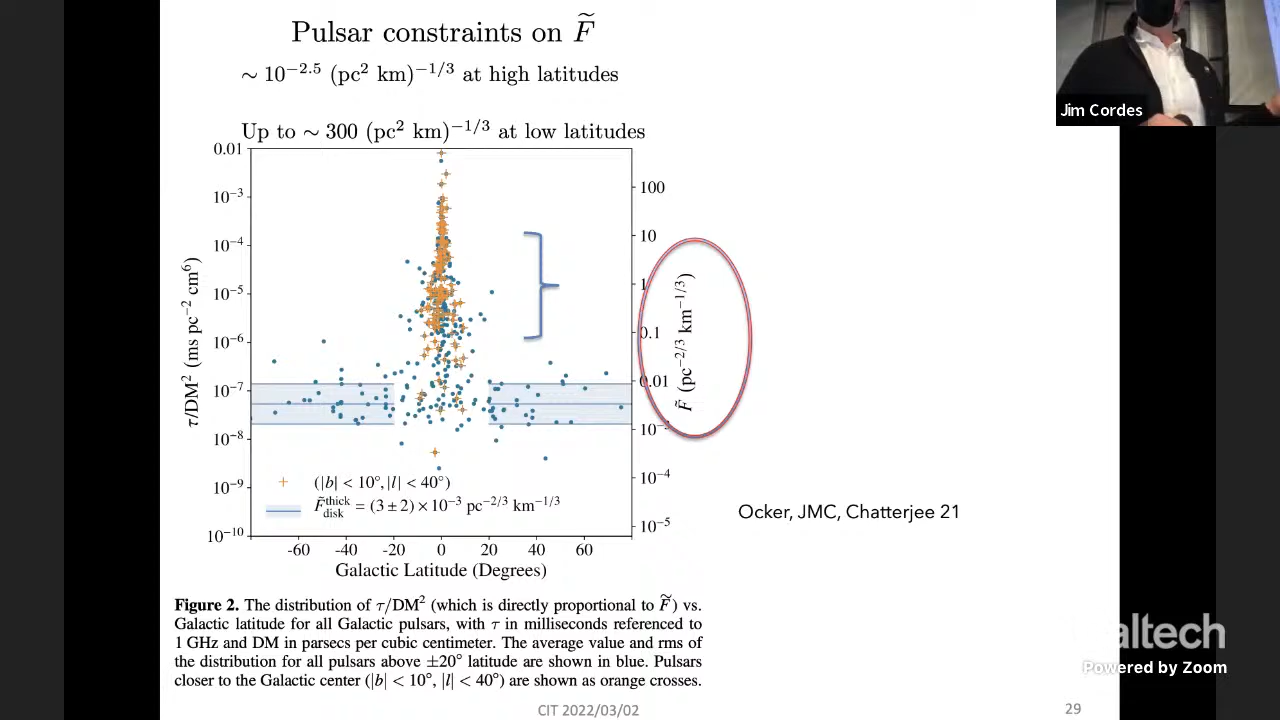 Pulsar constraints on F̃
∼ 10^−2.5 (pc² km)^−1/3 at high latitudes
Up to ∼ 300 (pc² km)^−1/3 at low latitudes
Jim Cordes
0.01
10⁻³
10⁻⁴
10⁻⁵
10⁻⁶
10⁻⁷
10⁻⁸
10⁻⁹
10⁻¹⁰
τ/DM² (ms pc⁻² cm⁶)
100
10
1
0.1
0.01
10⁻³
10⁻⁴
10⁻⁵
F̃ (pc^−2/3 km^−1/3)
(|b| < 10°, |l| < 40°)
F̃ thick disk = (3 ± 2) × 10⁻³ pc^−2/3 km^−1/3
-60 -40 -20 0 20 40 60
Galactic Latitude (Degrees)
Ocker, JMC, Chatterjee 21
Figure 2. The distribution of τ/DM² (which is directly proportional to F̃) vs.
Galactic latitude for all Galactic pulsars, with τ in milliseconds referenced to
1 GHz and DM in parsecs per cubic centimeter. The average value and rms of
the distribution for all pulsars above ±20° latitude are shown in blue. Pulsars
closer to the Galactic center (|b| < 10°, |l| < 40°) are shown as orange crosses.
Caltech
Powered by Zoom
CIT 2022/03/02
29